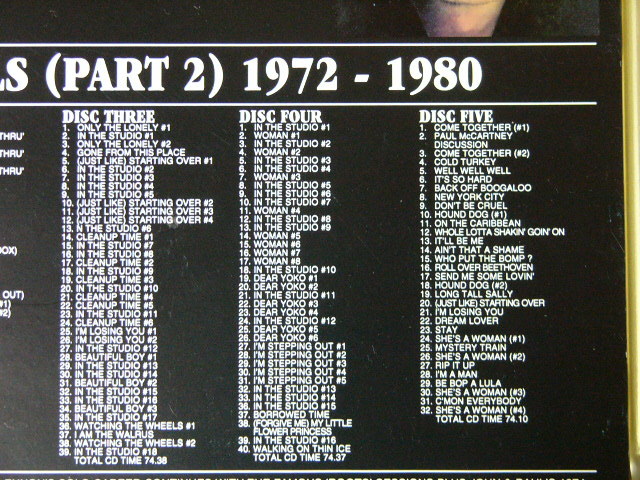 LS (PART 2) 1972 - 1980
THRU'
THRU'
THRU'
OX)
OUT)
#1)
#2)
DISC THREE
1. ONLY THE LONELY #1
2. IN THE STUDIO #1
3. ONLY THE LONELY #2
4. GONE FROM THIS PLACE
5. (JUST LIKE) STARTING OVER #1
6. IN THE STUDIO #2
7. IN THE STUDIO #3
8. IN THE STUDIO #4
9. IN THE STUDIO #5
10. (JUST LIKE) STARTING OVER #2
11. (JUST LIKE) STARTING OVER #3
12. (JUST LIKE) STARTING OVER #4
13. IN THE STUDIO #6
14. CLEANUP TIME #1
15. IN THE STUDIO #7
16. IN THE STUDIO #8
17. CLEANUP TIME #2
18. IN THE STUDIO #9
19. CLEANUP TIME #3
20. IN THE STUDIO #10
21. CLEANUP TIME #4
22. CLEANUP TIME #5
23. IN THE STUDIO #11
24. CLEANUP TIME #6
25. I'M LOSING YOU #1
26. I'M LOSING YOU #2
27. IN THE STUDIO #12
28. BEAUTIFUL BOY #1
29. IN THE STUDIO #13
30. IN THE STUDIO #14
31. BEAUTIFUL BOY #2
32. IN THE STUDIO #15
33. IN THE STUDIO #16
34. BEAUTIFUL BOY #3
35. IN THE STUDIO #17
36. WATCHING THE WHEELS #1
37. I AM THE WALRUS
38. WATCHING THE WHEELS #2
39. IN THE STUDIO #18
TOTAL CD TIME 74.38
DISC FOUR
1. IN THE STUDIO #1
2. WOMAN #1
3. IN THE STUDIO #2
4. WOMAN #2
5. IN THE STUDIO #3
6. IN THE STUDIO #4
7. WOMAN #3
8. IN THE STUDIO #5
9. IN THE STUDIO #6
10. IN THE STUDIO #7
11. WOMAN #4
12. IN THE STUDIO #8
13. IN THE STUDIO #9
14. WOMAN #5
15. WOMAN #6
16. WOMAN #7
17. WOMAN #8
18. IN THE STUDIO #10
19. DEAR YOKO #1
20. DEAR YOKO #2
21. IN THE STUDIO #11
22. DEAR YOKO #3
23. DEAR YOKO #4
24. IN THE STUDIO #12
25. DEAR YOKO #5
26. DEAR YOKO #6
27. I'M STEPPING OUT #1
28. I'M STEPPING OUT #2
29. I'M STEPPING OUT #3
30. I'M STEPPING OUT #4
31. I'M STEPPING OUT #5
32. IN THE STUDIO #13
33. IN THE STUDIO #14
36. IN THE STUDIO #15
37. BORROWED TIME
38. (FORGIVE ME) MY LITTLE
FLOWER PRINCESS
39. IN THE STUDIO #16
40. WALKING ON THIN ICE
TOTAL CD TIME 74.37
DISC FIVE
1. COME TOGETHER (#1)
2. PAUL McCARTNEY
DISCUSSION
3. COME TOGETHER (#2)
4. COLD TURKEY
5. WELL WELL WELL
6. IT'S SO HARD
7. BACK OFF BOOGALOO
8. NEW YORK CITY
9. DON'T BE CRUEL
10. HOUND DOG (#1)
11. ON THE CARIBBEAN
12. WHOLE LOTTA SHAKIN' GOIN' ON
13. IT'LL BE ME
14. AIN'T THAT A SHAME
15. WHO PUT THE BOMP ?
16. ROLL OVER BEETHOVEN
17. SEND ME SOME LOVIN'
18. HOUND DOG (#2)
19. LONG TALL SALLY
20. (JUST LIKE) STARTING OVER
21. I'M LOSING YOU
22. DREAM LOVER
23. STAY
24. SHE'S A WOMAN (#1)
25. MYSTERY TRAIN
26. SHE'S A WOMAN (#2)
27. RIP IT UP
28. I'M A MAN
29. BE BOP A LULA
30. SHE'S A WOMAN (#3)
31. C'MON EVERYBODY
32. SHE'S A WOMAN (#4)
TOTAL CD TIME 74.10